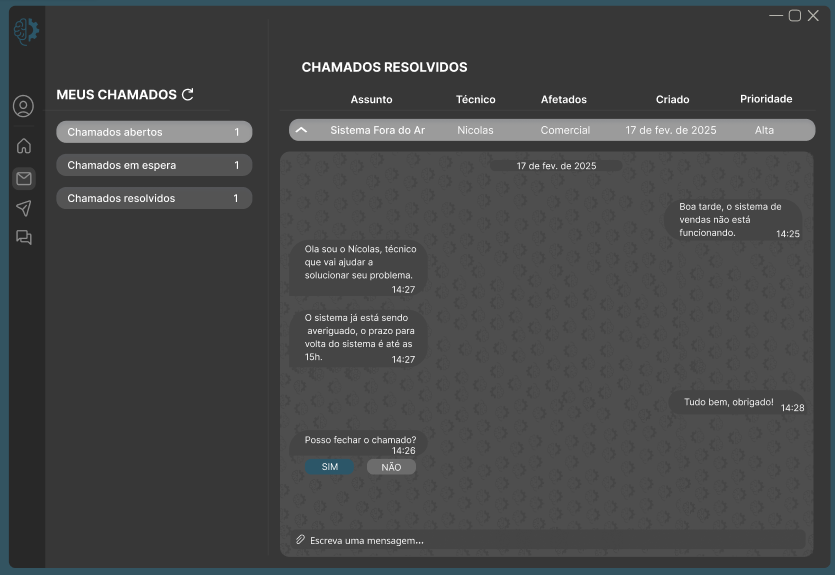 MEUS CHAMADOS
Chamados abertos 1
Chamados em espera 1
Chamados resolvidos 1
CHAMADOS RESOLVIDOS
Assunto Técnico Afetados Criado Prioridade
Sistema Fora do Ar Nicolas Comercial 17 de fev. de 2025 Alta
17 de fev. de 2025
Boa tarde, o sistema de
vendas não está
funcionando. 14:25
Ola sou o Nícolas, técnico
que vai ajudar a
solucionar seu problema.
14:27
O sistema já está sendo
averiguado, o prazo para
volta do sistema é até as
15h. 14:27
Tudo bem, obrigado! 14:28
Posso fechar o chamado?
14:26
SIM NÃO
Escreva uma mensagem...